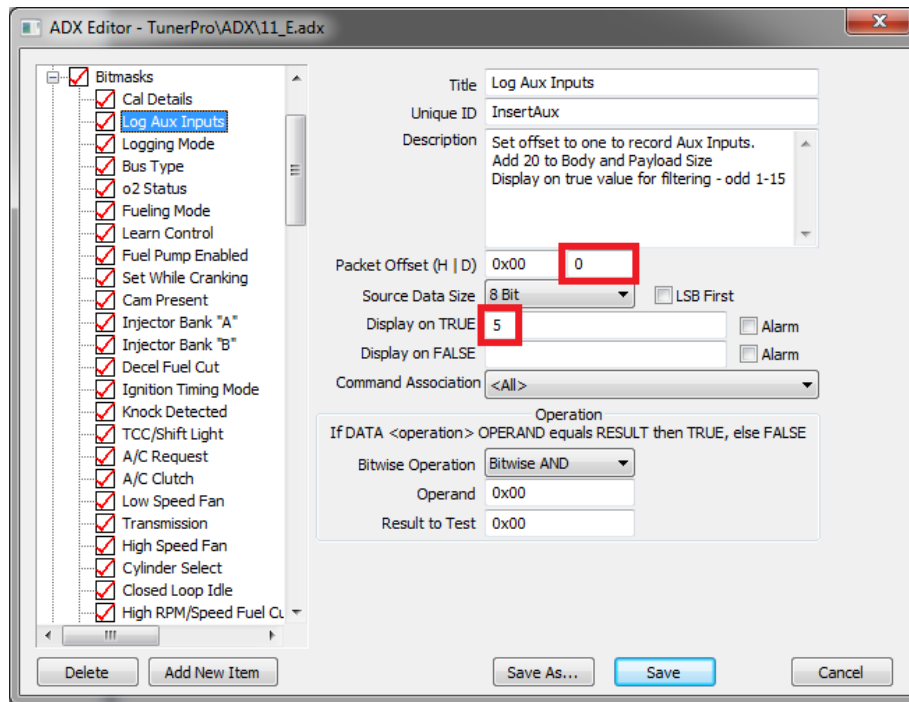 ADX Editor - TunerPro\ADX\11_E.adx
Bitmasks
Cal Details
Log Aux Inputs
Logging Mode
Bus Type
o2 Status
Fueling Mode
Learn Control
Fuel Pump Enabled
Set While Cranking
Cam Present
Injector Bank "A"
Injector Bank "B"
Decel Fuel Cut
Ignition Timing Mode
Knock Detected
TCC/Shift Light
A/C Request
A/C Clutch
Low Speed Fan
Transmission
High Speed Fan
Cylinder Select
Closed Loop Idle
High RPM/Speed Fuel Cu
Title Log Aux Inputs
Unique ID InsertAux
Description Set offset to one to record Aux Inputs.
Add 20 to Body and Payload Size
Display on true value for filtering - odd 1-15
Packet Offset (H | D) 0x00 0
Source Data Size 8 Bit LSB First
Display on TRUE 5 Alarm
Display on FALSE Alarm
Command Association <All>
Operation
If DATA <operation> OPERAND equals RESULT then TRUE, else FALSE
Bitwise Operation Bitwise AND
Operand 0x00
Result to Test 0x00
Delete Add New Item Save As... Save Cancel